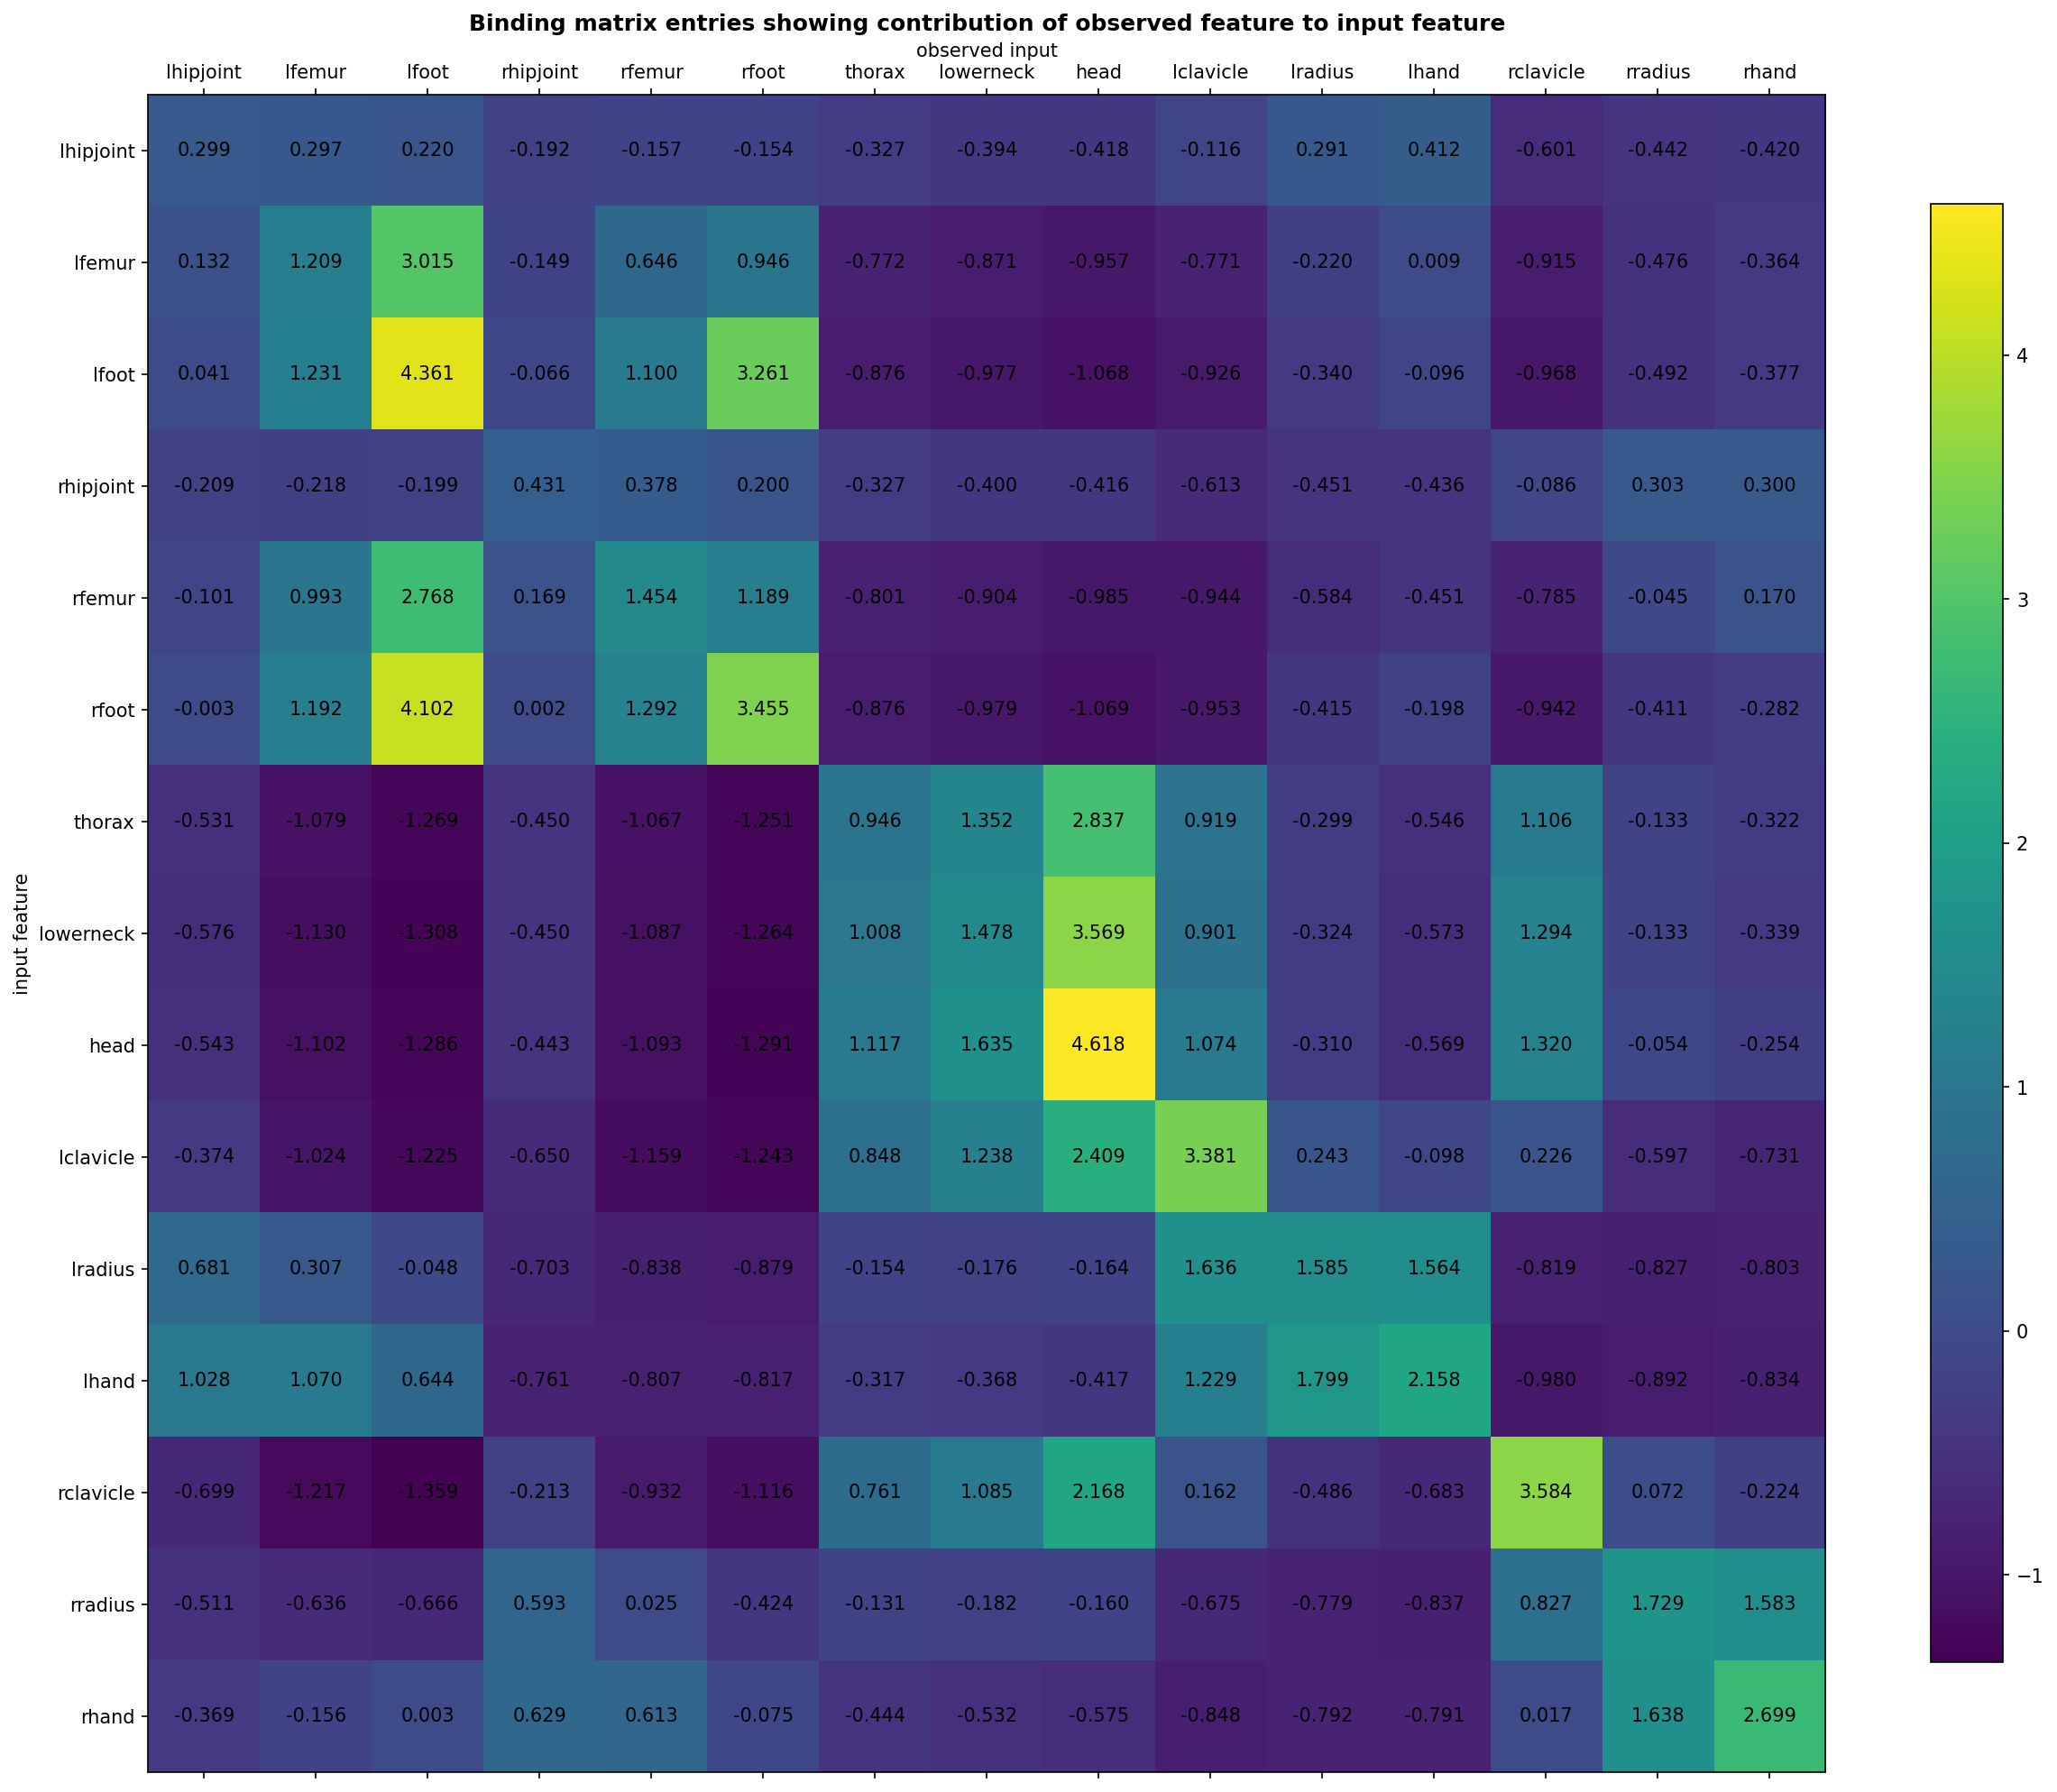 Binding matrix entries showing contribution of observed feature to input feature
observed input
lhipjoint lfemur lfoot rhipjoint rfemur rfoot thorax lowerneck head lclavicle lradius lhand rclavicle rradius rhand
lhipjoint 0.299 0.297 0.220 -0.192 -0.157 -0.154 -0.327 -0.394 -0.418 -0.116 0.291 0.412 -0.601 -0.442 -0.420
lfemur 0.132 1.209 3.015 -0.149 0.646 0.946 -0.772 -0.871 -0.957 -0.771 -0.220 0.009 -0.915 -0.476 -0.364
lfoot 0.041 1.231 4.361 -0.066 1.100 3.261 -0.876 -0.977 -1.068 -0.926 -0.340 -0.096 -0.968 -0.492 -0.377
rhipjoint -0.209 -0.218 -0.199 0.431 0.378 0.200 -0.327 -0.400 -0.416 -0.613 -0.451 -0.436 -0.086 0.303 0.300
rfemur -0.101 0.993 2.768 0.169 1.454 1.189 -0.801 -0.904 -0.985 -0.944 -0.584 -0.451 -0.785 -0.045 0.170
rfoot -0.003 1.192 4.102 0.002 1.292 3.455 -0.876 -0.979 -1.069 -0.953 -0.415 -0.198 -0.942 -0.411 -0.282
thorax -0.531 -1.079 -1.269 -0.450 -1.067 -1.251 0.946 1.352 2.837 0.919 -0.299 -0.546 1.106 -0.133 -0.322
lowerneck -0.576 -1.130 -1.308 -0.450 -1.087 -1.264 1.008 1.478 3.569 0.901 -0.324 -0.573 1.294 -0.133 -0.339
head -0.543 -1.102 -1.286 -0.443 -1.093 -1.291 1.117 1.635 4.618 1.074 -0.310 -0.569 1.320 -0.054 -0.254
lclavicle -0.374 -1.024 -1.225 -0.650 -1.159 -1.243 0.848 1.238 2.409 3.381 0.243 -0.098 0.226 -0.597 -0.731
lradius 0.681 0.307 -0.048 -0.703 -0.838 -0.879 -0.154 -0.176 -0.164 1.636 1.585 1.564 -0.819 -0.827 -0.803
lhand 1.028 1.070 0.644 -0.761 -0.807 -0.817 -0.317 -0.368 -0.417 1.229 1.799 2.158 -0.980 -0.892 -0.834
rclavicle -0.699 -1.217 -1.359 -0.213 -0.932 -1.116 0.761 1.085 2.168 0.162 -0.486 -0.683 3.584 0.072 -0.224
rradius -0.511 -0.636 -0.666 0.593 0.025 -0.424 -0.131 -0.182 -0.160 -0.675 -0.779 -0.837 0.827 1.729 1.583
rhand -0.369 -0.156 0.003 0.629 0.613 -0.075 -0.444 -0.532 -0.575 -0.848 -0.792 -0.791 0.017 1.638 2.699
input feature
4
3
2
1
0
−1